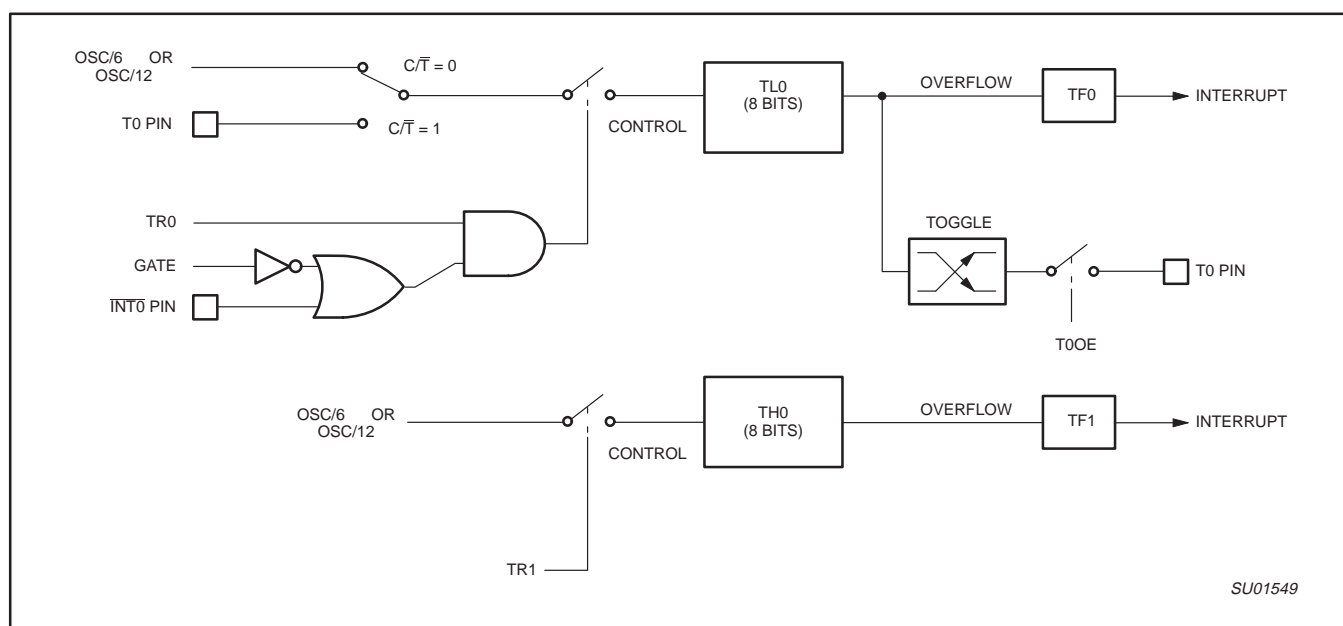 OSC/6 OR
OSC/12
C/T̅ = 0
T0 PIN
C/T̅ = 1
CONTROL
TL0
(8 BITS)
OVERFLOW
TF0
INTERRUPT
TR0
GATE
I̅N̅T̅0̅ PIN
TOGGLE
T0 PIN
T0OE
OSC/6 OR
OSC/12
CONTROL
TH0
(8 BITS)
OVERFLOW
TF1
INTERRUPT
TR1
SU01549